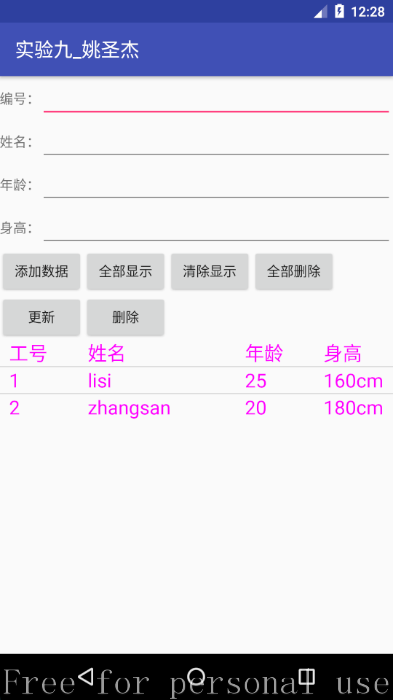 12:28
实验九_姚圣杰
编号：
姓名：
年龄：
身高：
添加数据 全部显示 清除显示 全部删除
更新 删除
工号 姓名 年龄 身高
1 lisi 25 160cm
2 zhangsan 20 180cm
Free for personal use